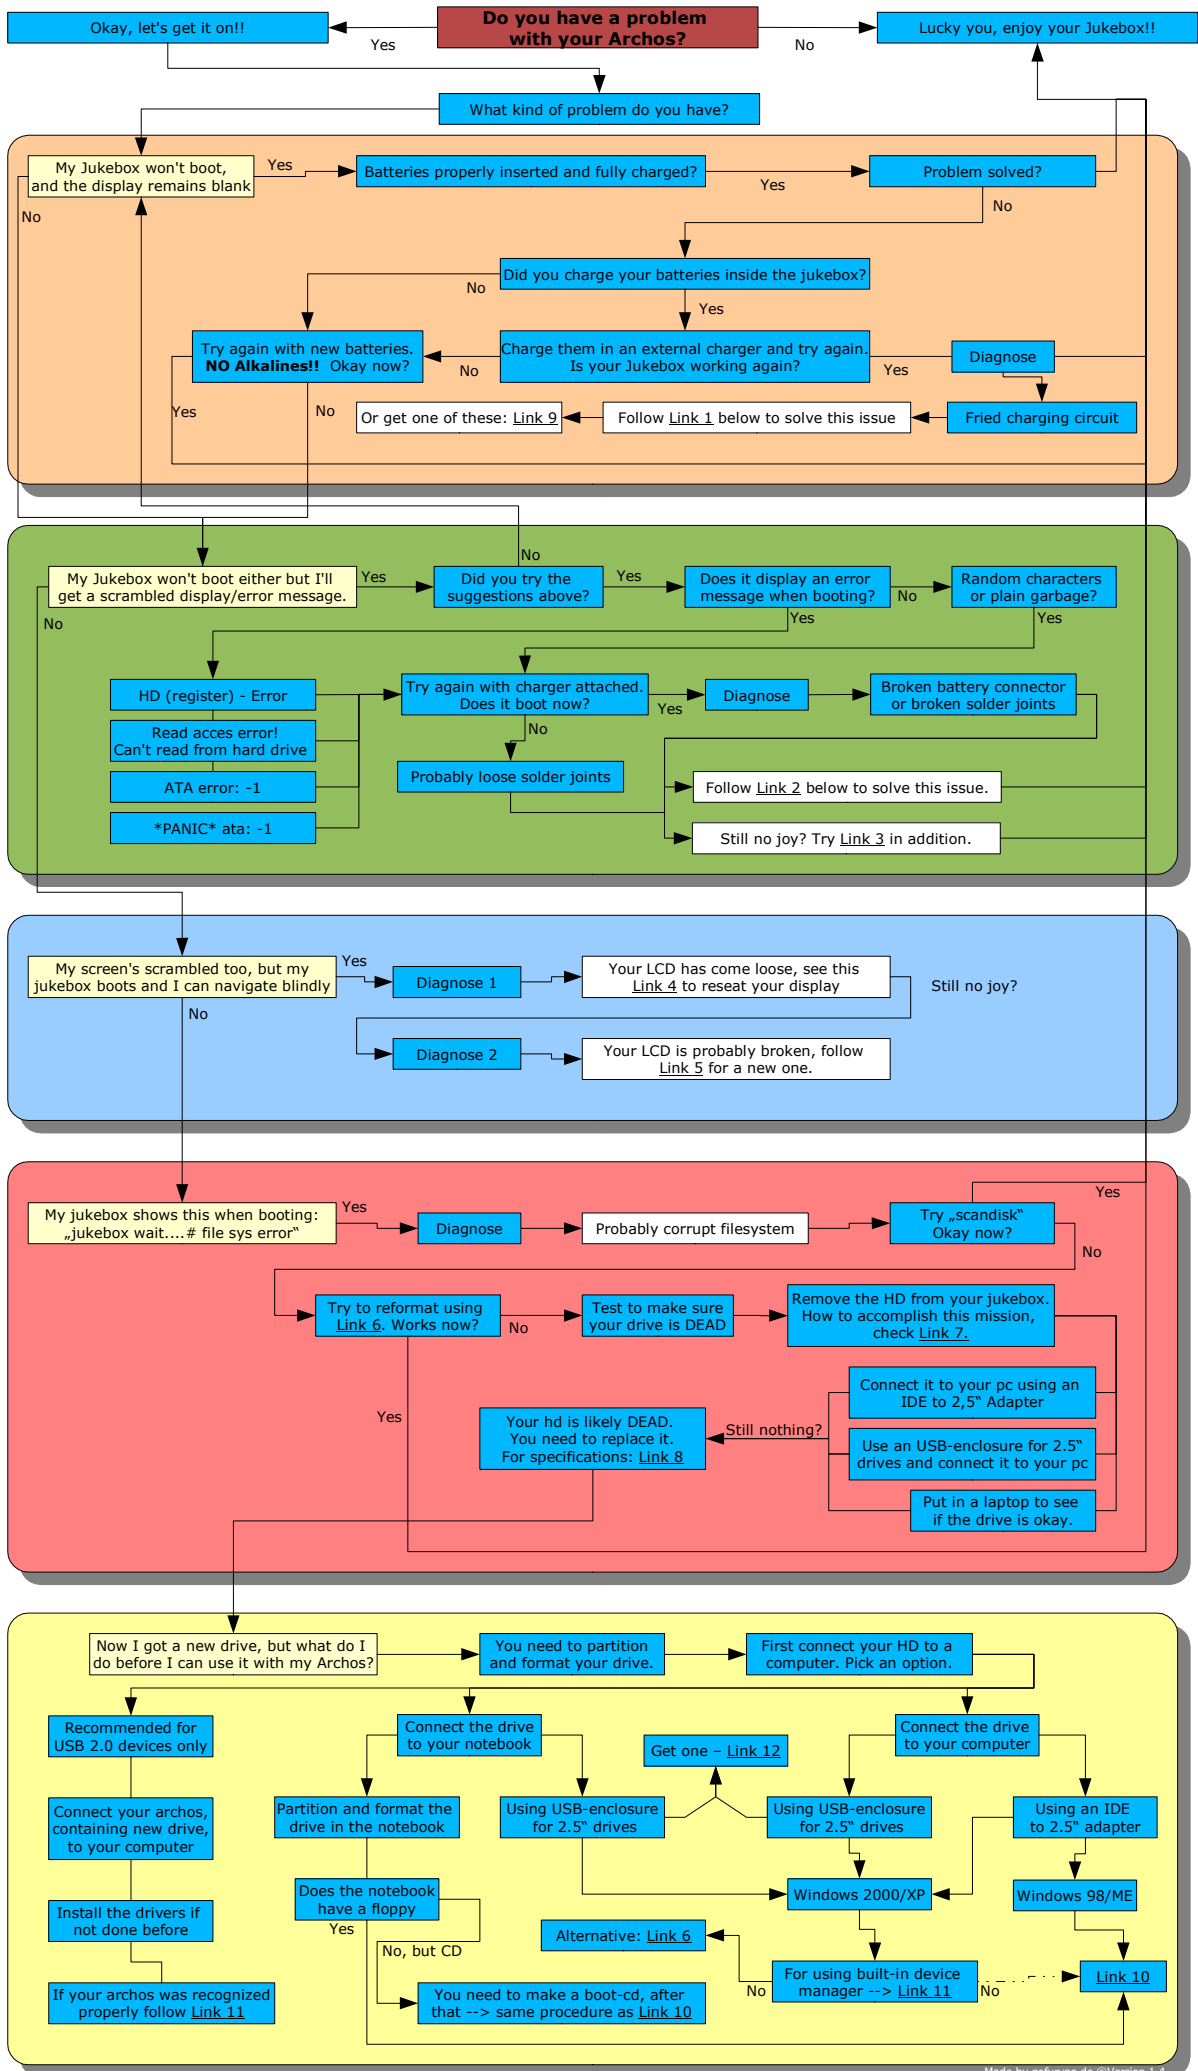 Do you have a problem
with your Archos?
Okay, let's get it on!!
Yes
No
Lucky you, enjoy your Jukebox!!
What kind of problem do you have?
My Jukebox won't boot,
and the display remains blank
Yes
Batteries properly inserted and fully charged?
Yes
Problem solved?
No
No
Did you charge your batteries inside the jukebox?
No
Yes
Try again with new batteries.
NO Alkalines!! Okay now?
No
Charge them in an external charger and try again.
Is your Jukebox working again?
Yes
Diagnose
Yes
No
Or get one of these: Link 9
Follow Link 1 below to solve this issue
Fried charging circuit
No
My Jukebox won't boot either but I'll
get a scrambled display/error message.
Yes
Did you try the
suggestions above?
Yes
Does it display an error
message when booting?
No
Random characters
or plain garbage?
No
Yes
Yes
HD (register) - Error
Try again with charger attached.
Does it boot now?
Yes
Diagnose
Broken battery connector
or broken solder joints
Read acces error!
Can't read from hard drive
No
ATA error: -1
Probably loose solder joints
Follow Link 2 below to solve this issue.
*PANIC* ata: -1
Still no joy? Try Link 3 in addition.
My screen's scrambled too, but my
jukebox boots and I can navigate blindly
Yes
Diagnose 1
Your LCD has come loose, see this
Link 4 to reseat your display
Still no joy?
No
Diagnose 2
Your LCD is probably broken, follow
Link 5 for a new one.
My jukebox shows this when booting:
„jukebox wait....# file sys error“
Yes
Diagnose
Probably corrupt filesystem
Try „scandisk“
Okay now?
Yes
No
Try to reformat using
Link 6. Works now?
No
Test to make sure
your drive is DEAD
Remove the HD from your jukebox.
How to accomplish this mission,
check Link 7.
Yes
Connect it to your pc using an
IDE to 2,5“ Adapter
Your hd is likely DEAD.
You need to replace it.
For specifications: Link 8
Still nothing?
Use an USB-enclosure for 2.5“
drives and connect it to your pc
Put in a laptop to see
if the drive is okay.
Now I got a new drive, but what do I
do before I can use it with my Archos?
You need to partition
and format your drive.
First connect your HD to a
computer. Pick an option.
Recommended for
USB 2.0 devices only
Connect the drive
to your notebook
Get one – Link 12
Connect the drive
to your computer
Connect your archos,
containing new drive,
to your computer
Partition and format the
drive in the notebook
Using USB-enclosure
for 2.5“ drives
Using USB-enclosure
for 2.5“ drives
Using an IDE
to 2.5“ adapter
Install the drivers if
not done before
Does the notebook
have a floppy
Yes
Windows 2000/XP
Windows 98/ME
No, but CD
Alternative: Link 6
If your archos was recognized
properly follow Link 11
You need to make a boot-cd, after
that --> same procedure as Link 10
No
For using built-in device
manager --> Link 11
No
Link 10